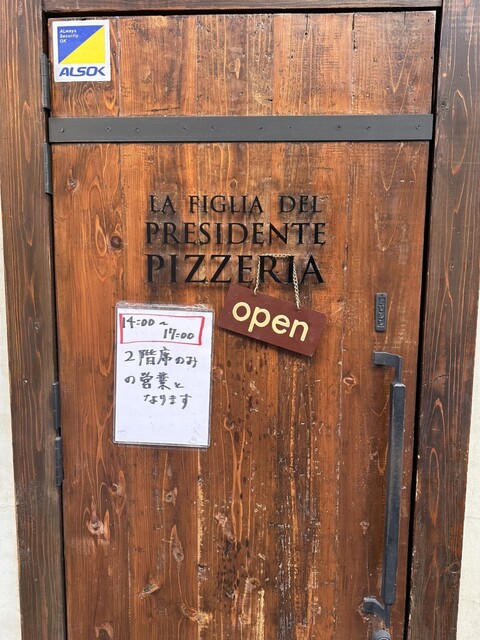 ALways
Security
OK
ALSOK
LA FIGLIA DEL
PRESIDENTE
PIZZERIA
open
14:00~
17:00
2階席のみ
の営業と
なります